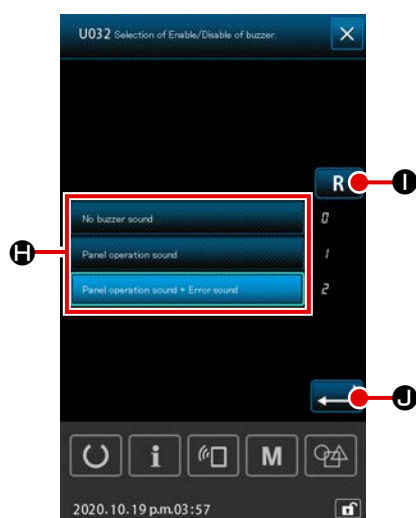 U032 Selection of Enable/Disable of buzzer.
R
I
No buzzer sound 0
H
Panel operation sound 1
Panel operation sound + Error sound 2
J
i M
2020.10.19 p.m.03:57